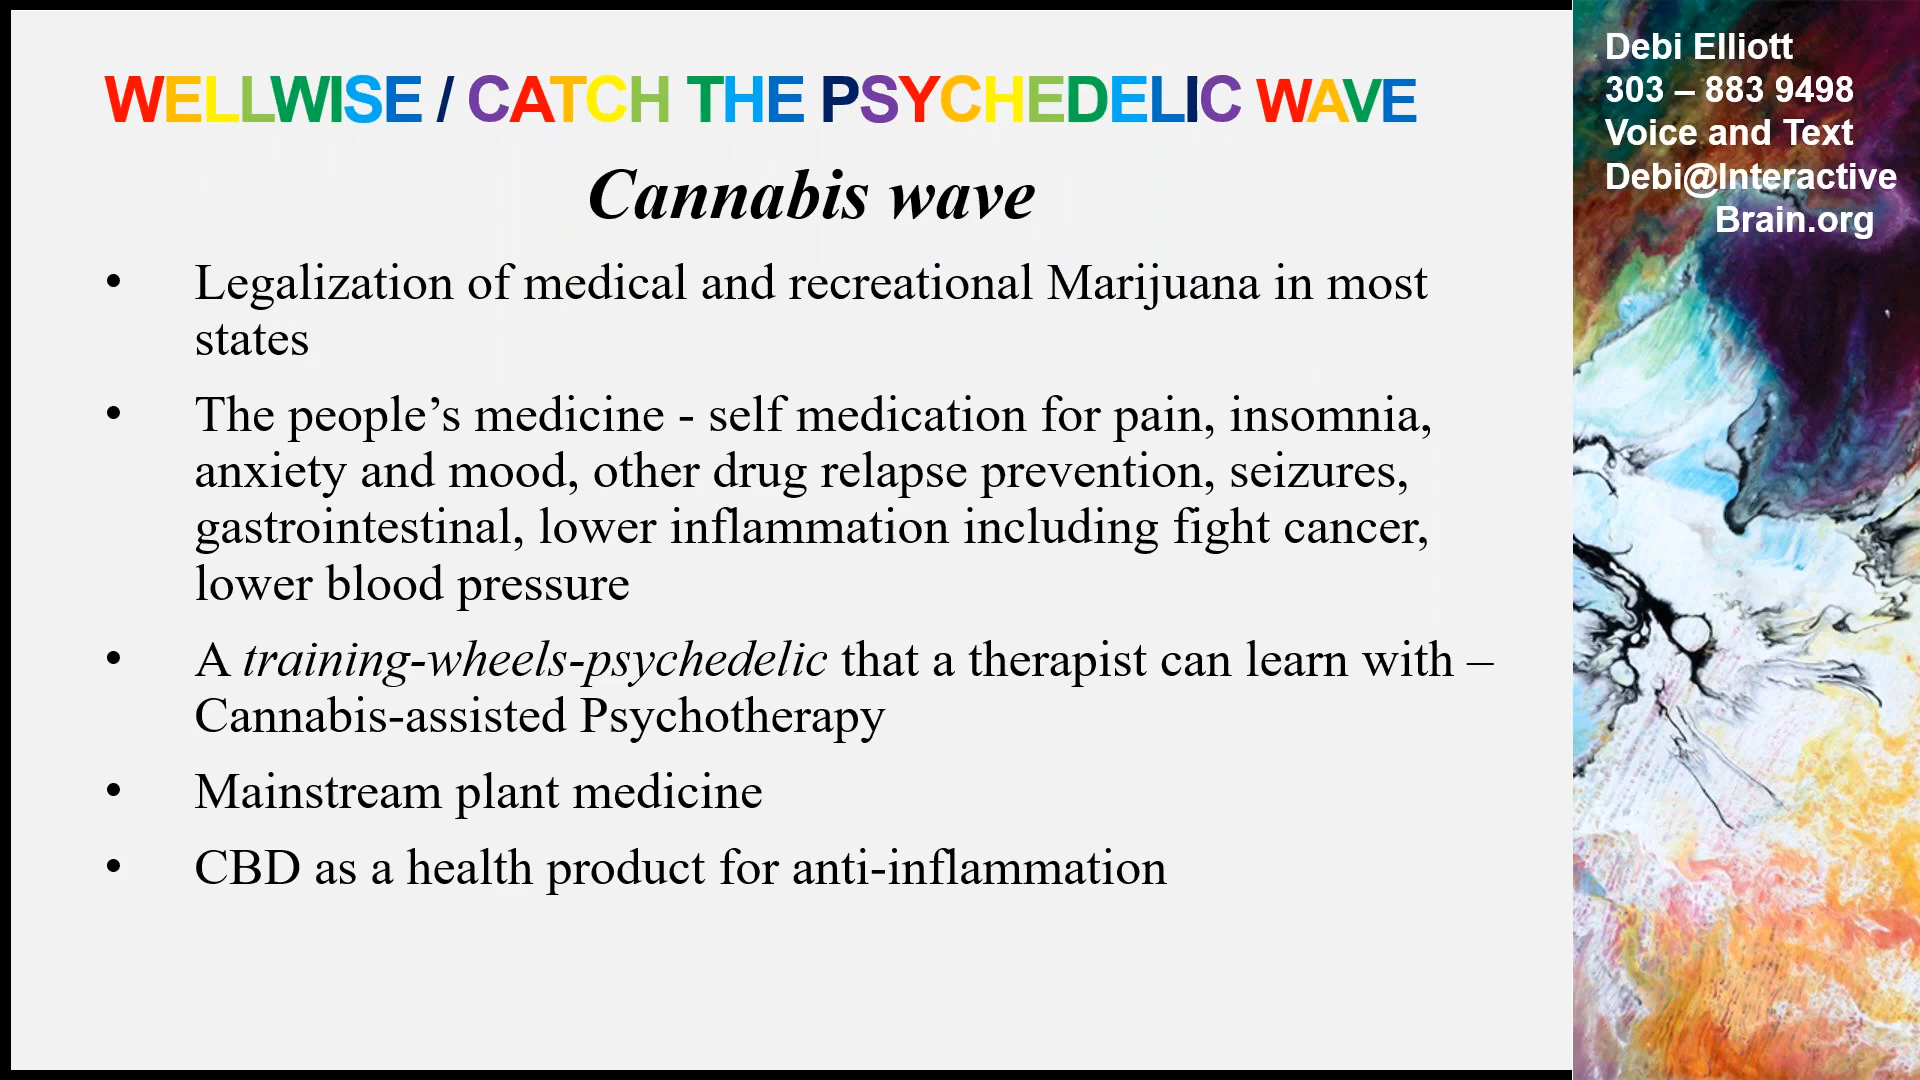 WELLWISE / CATCH THE PSYCHEDELIC WAVE
Cannabis wave
• Legalization of medical and recreational Marijuana in most
states
• The people’s medicine - self medication for pain, insomnia,
anxiety and mood, other drug relapse prevention, seizures,
gastrointestinal, lower inflammation including fight cancer,
lower blood pressure
• A training-wheels-psychedelic that a therapist can learn with –
Cannabis-assisted Psychotherapy
• Mainstream plant medicine
• CBD as a health product for anti-inflammation
Debi Elliott
303 – 883 9498
Voice and Text
Debi@Interactive
Brain.org